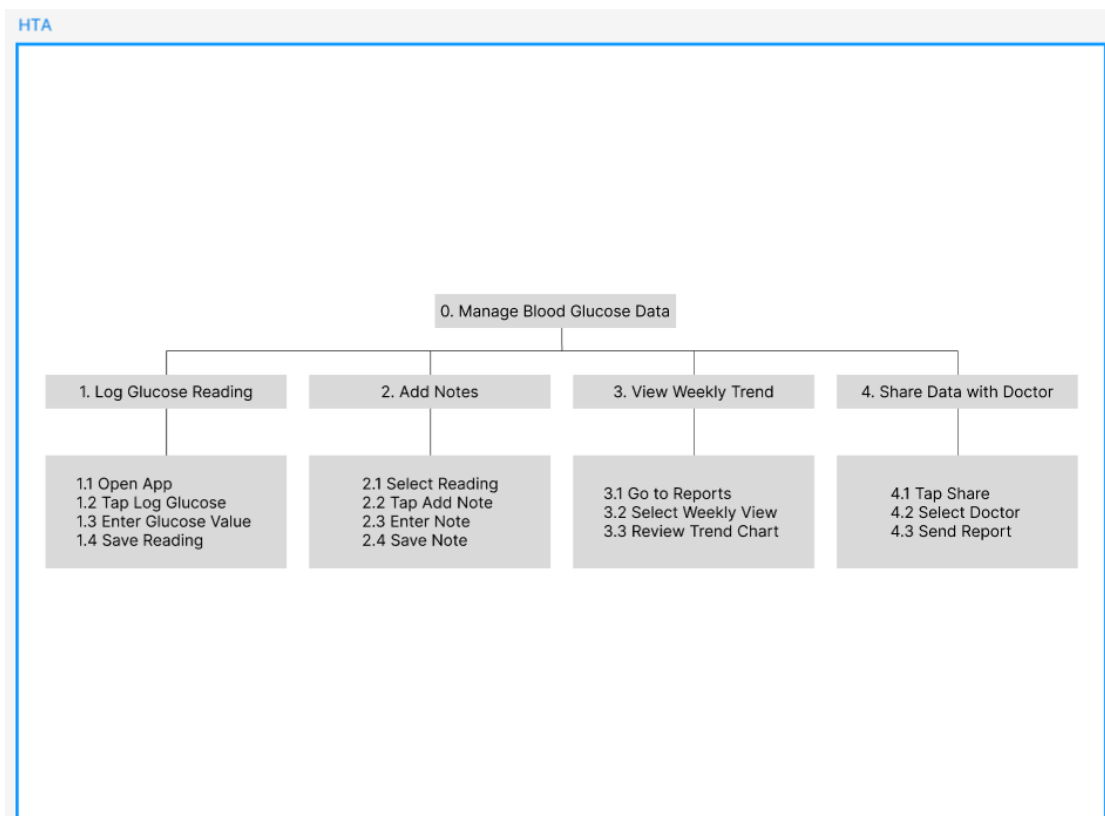 HTA
0. Manage Blood Glucose Data
1. Log Glucose Reading
2. Add Notes
3. View Weekly Trend
4. Share Data with Doctor
1.1 Open App
1.2 Tap Log Glucose
1.3 Enter Glucose Value
1.4 Save Reading
2.1 Select Reading
2.2 Tap Add Note
2.3 Enter Note
2.4 Save Note
3.1 Go to Reports
3.2 Select Weekly View
3.3 Review Trend Chart
4.1 Tap Share
4.2 Select Doctor
4.3 Send Report